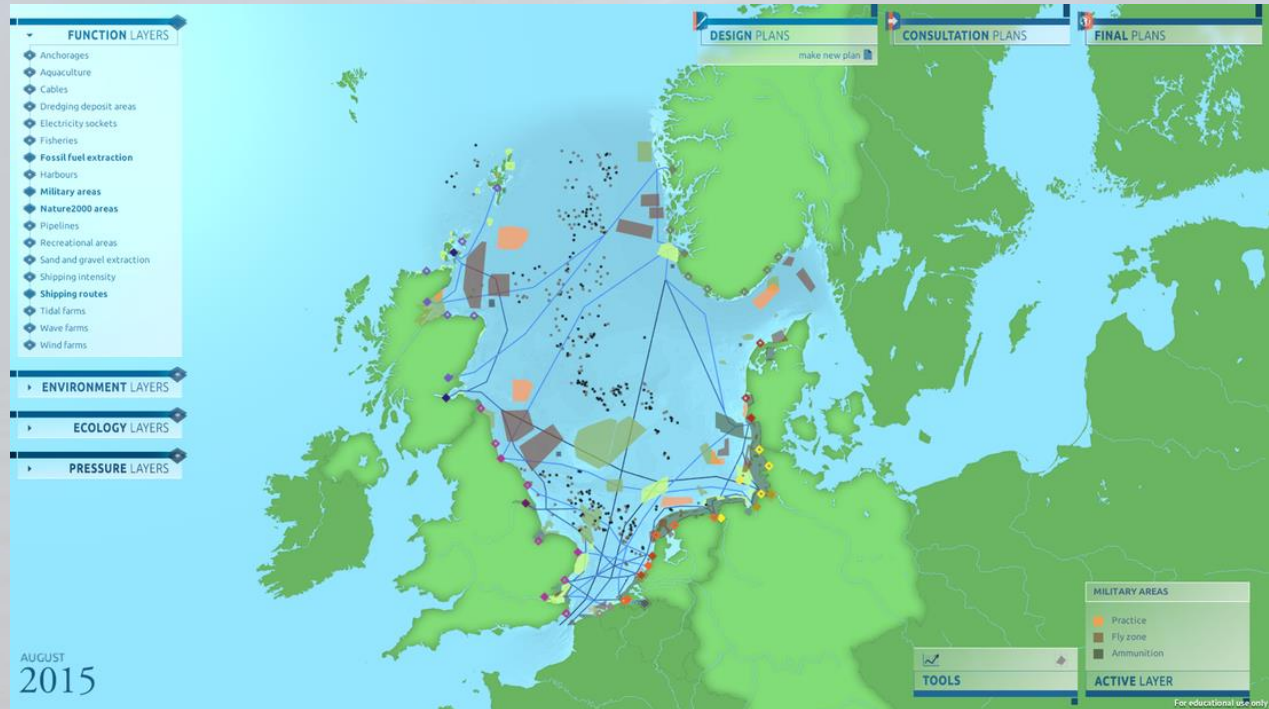 FUNCTION LAYERS
Anchorages
Aquaculture
Cables
Dredging deposit areas
Electricity sockets
Fisheries
Fossil fuel extraction
Harbours
Military areas
Nature2000 areas
Pipelines
Recreational areas
Sand and gravel extraction
Shipping intensity
Shipping routes
Tidal farms
Wave farms
Wind farms
ENVIRONMENT LAYERS
ECOLOGY LAYERS
PRESSURE LAYERS
AUGUST
2015
DESIGN PLANS
make new plan
CONSULTATION PLANS
FINAL PLANS
TOOLS
MILITARY AREAS
Practice
Fly zone
Ammunition
ACTIVE LAYER
For educational use only